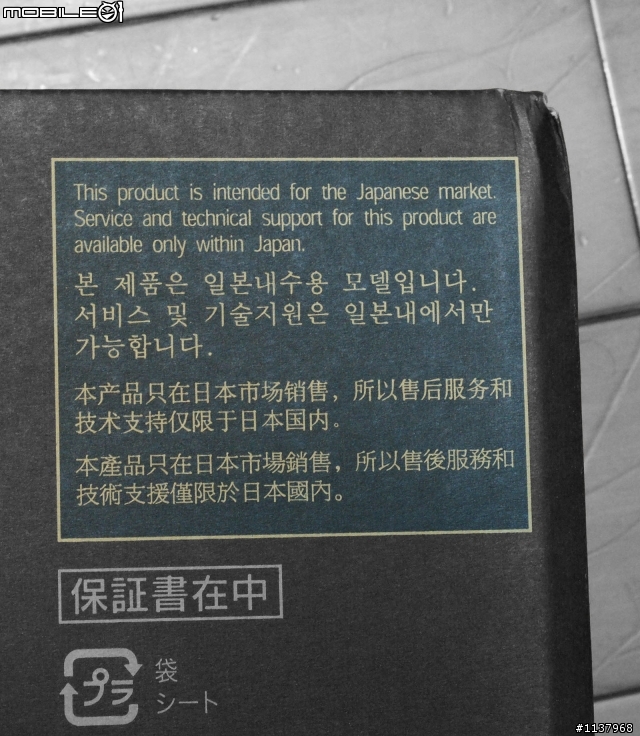 MOBILE01
This product is intended for the Japanese market.
Service and technical support for this product are
available only within Japan.
본 제품은 일본내수용 모델입니다.
서비스 및 기술지원은 일본내에서만
가능합니다.
本产品只在日本市场销售，所以售后服务和
技术支持仅限于日本国内。
本產品只在日本市場銷售，所以售後服務和
技術支援僅限於日本國內。
保証書在中
プラ
袋
シート
#1137968